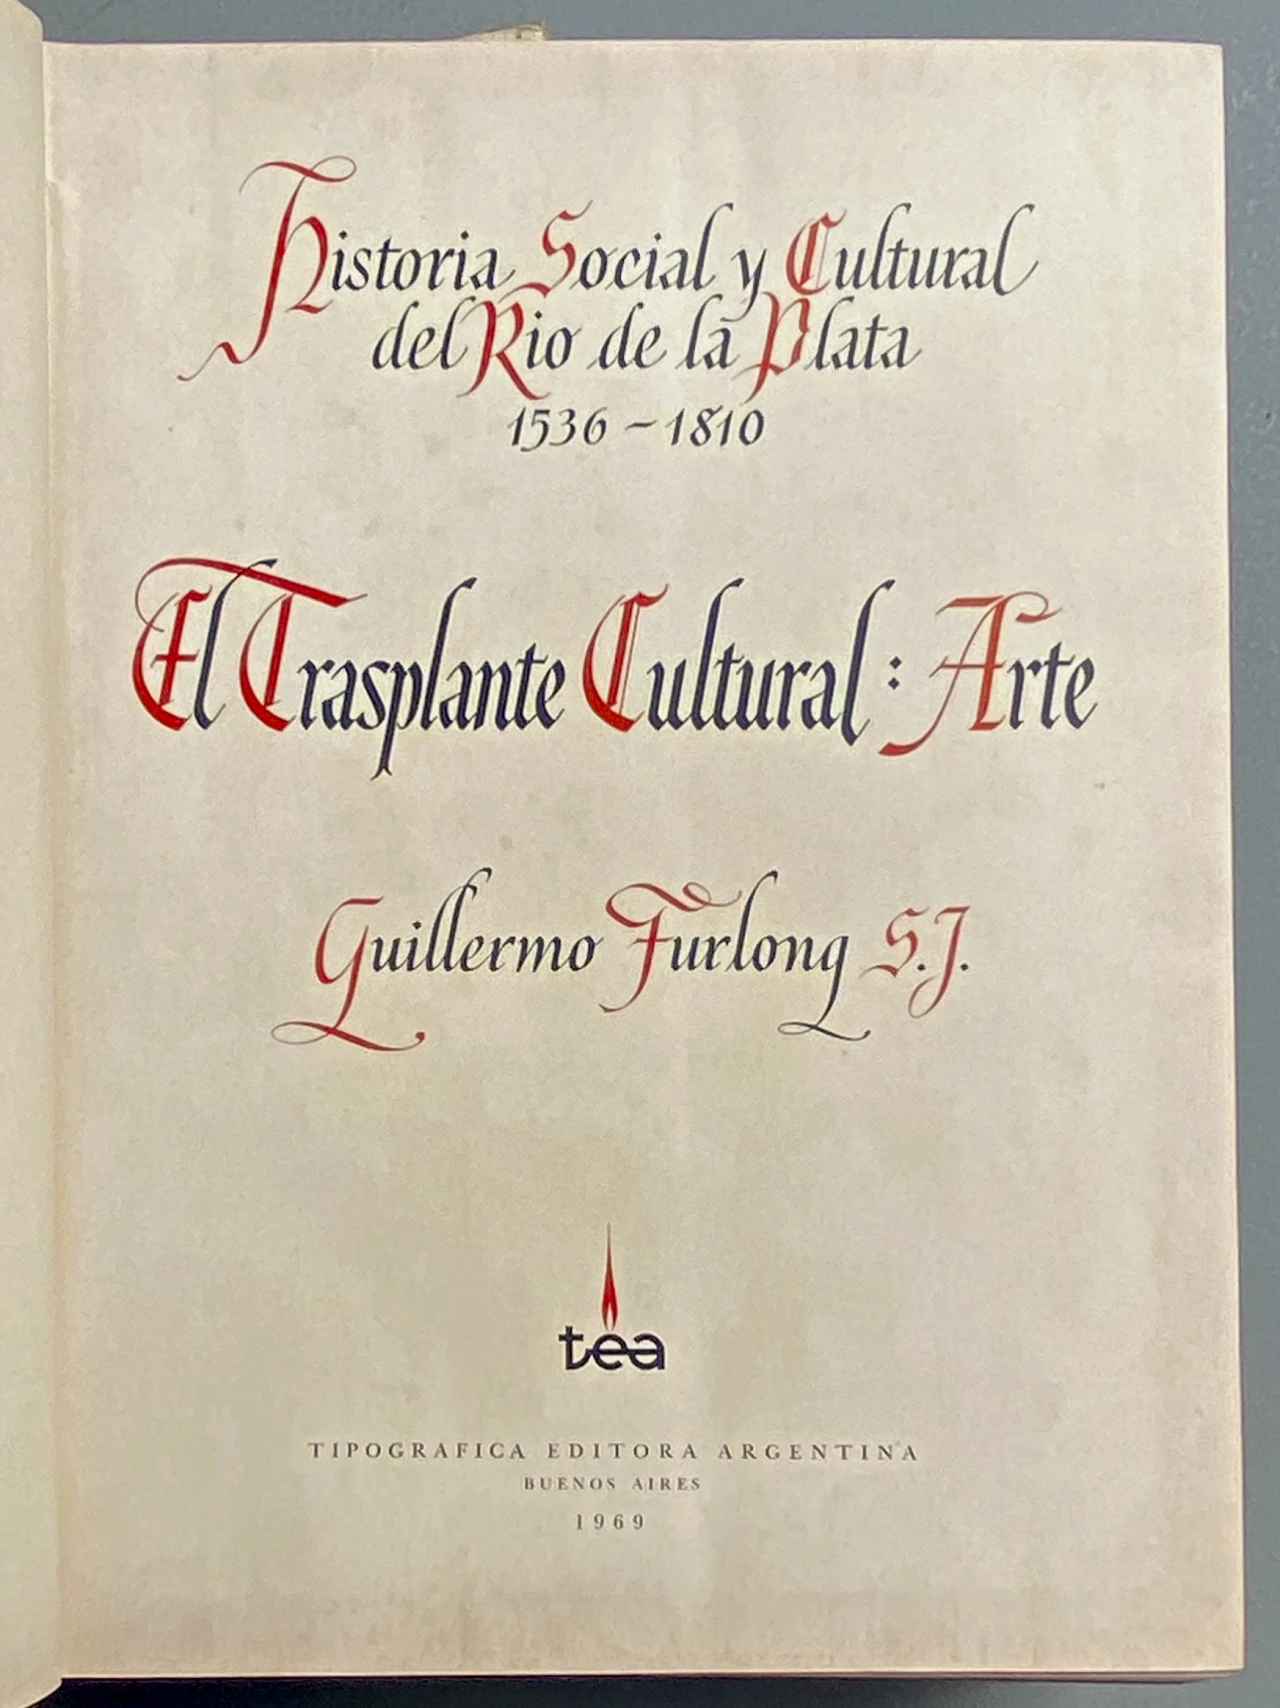 Historia Social y Cultural
del Rio de la Plata
1536 - 1810
El Trasplante Cultural : Arte
Guillermo Furlong S.J.
tea
TIPOGRAFICA EDITORA ARGENTINA
BUENOS AIRES
1969